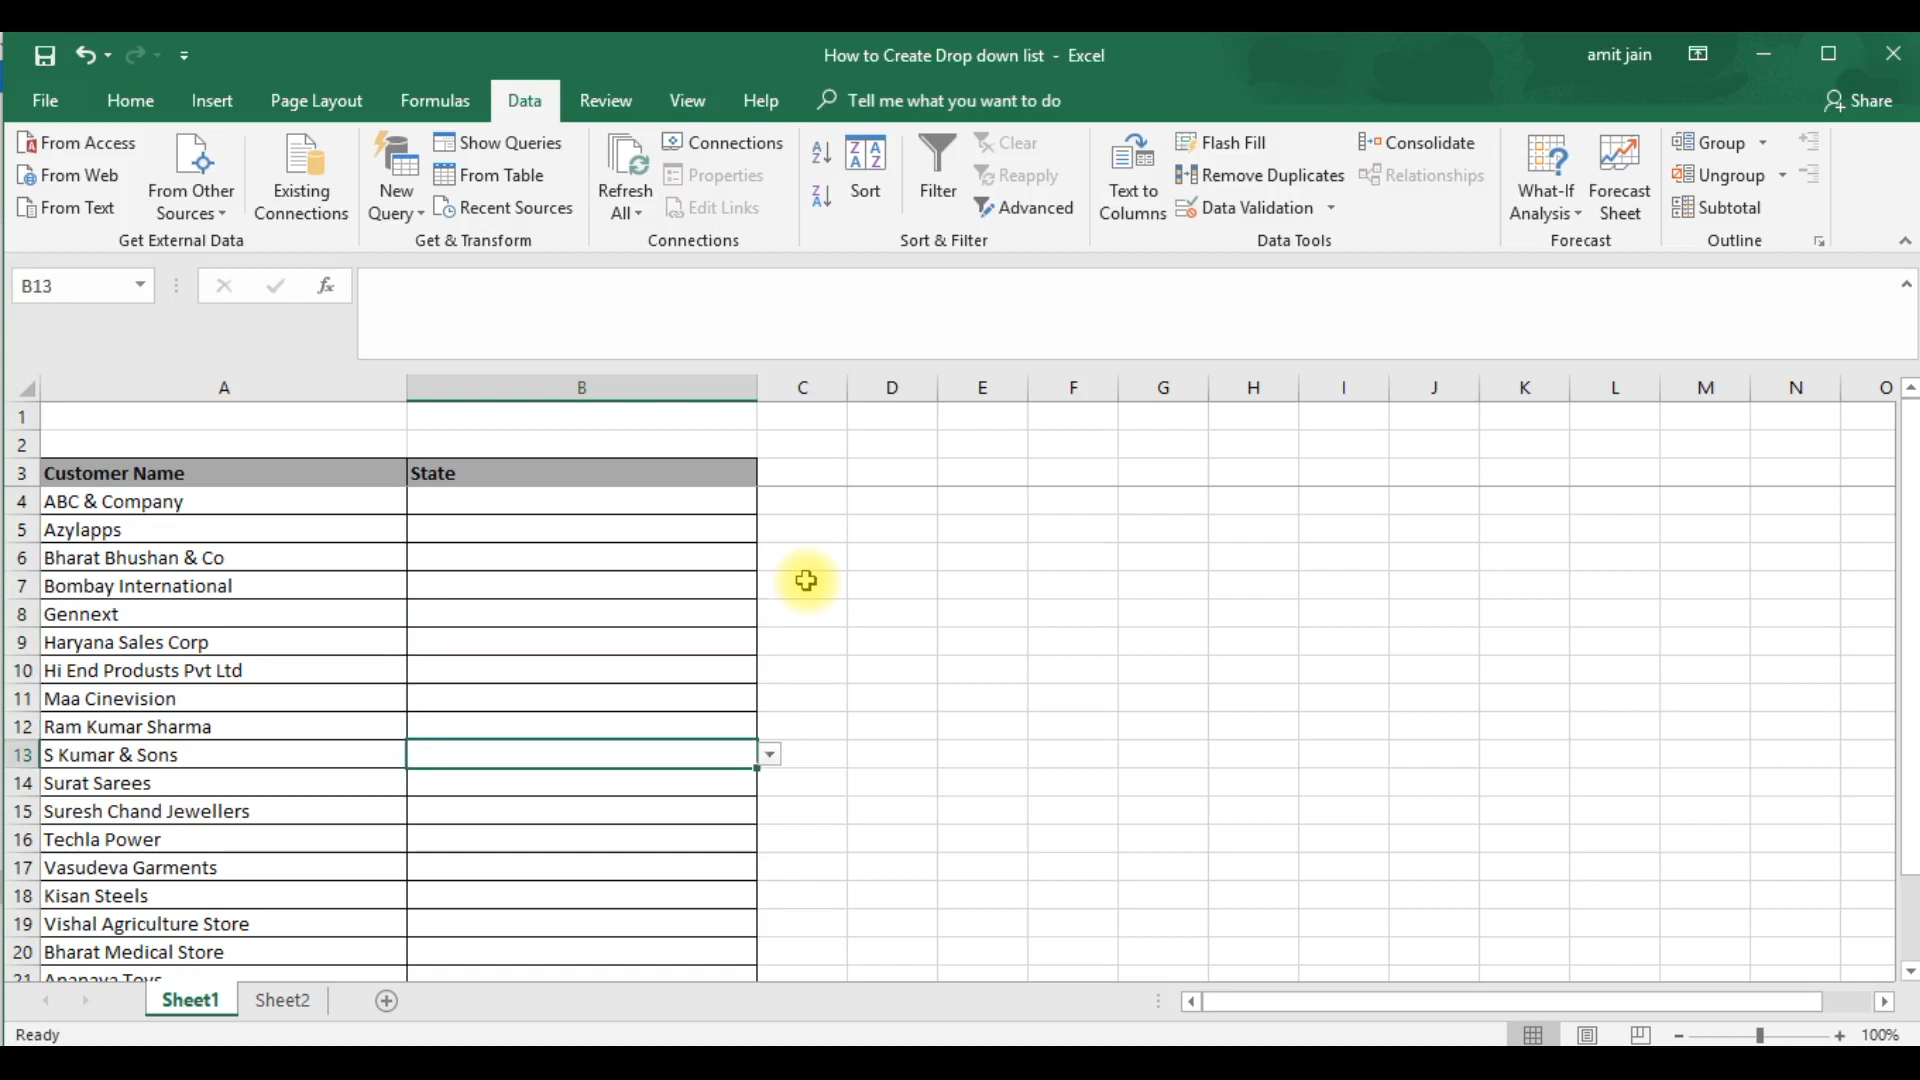 How to Create Drop down list - Excel
amit jain
File Home Insert Page Layout Formulas Data Review View Help Tell me what you want to do Share
From Access
From Web
From Text
From Other Sources
Existing Connections
Get External Data
New Query
Show Queries
From Table
Recent Sources
Get & Transform
Refresh All
Connections
Properties
Edit Links
Connections
Sort
Filter
Clear
Reapply
Advanced
Sort & Filter
Text to Columns
Flash Fill
Remove Duplicates
Data Validation
Consolidate
Relationships
Data Tools
What-If Analysis
Forecast Sheet
Forecast
Group
Ungroup
Subtotal
Outline
B13
fx
A B C D E F G H I J K L M N O
1
2
3 Customer Name State
4 ABC & Company
5 Azylapps
6 Bharat Bhushan & Co
7 Bombay International
8 Gennext
9 Haryana Sales Corp
10 Hi End Produsts Pvt Ltd
11 Maa Cinevision
12 Ram Kumar Sharma
13 S Kumar & Sons
14 Surat Sarees
15 Suresh Chand Jewellers
16 Techla Power
17 Vasudeva Garments
18 Kisan Steels
19 Vishal Agriculture Store
20 Bharat Medical Store
21
Sheet1 Sheet2
Ready
100%